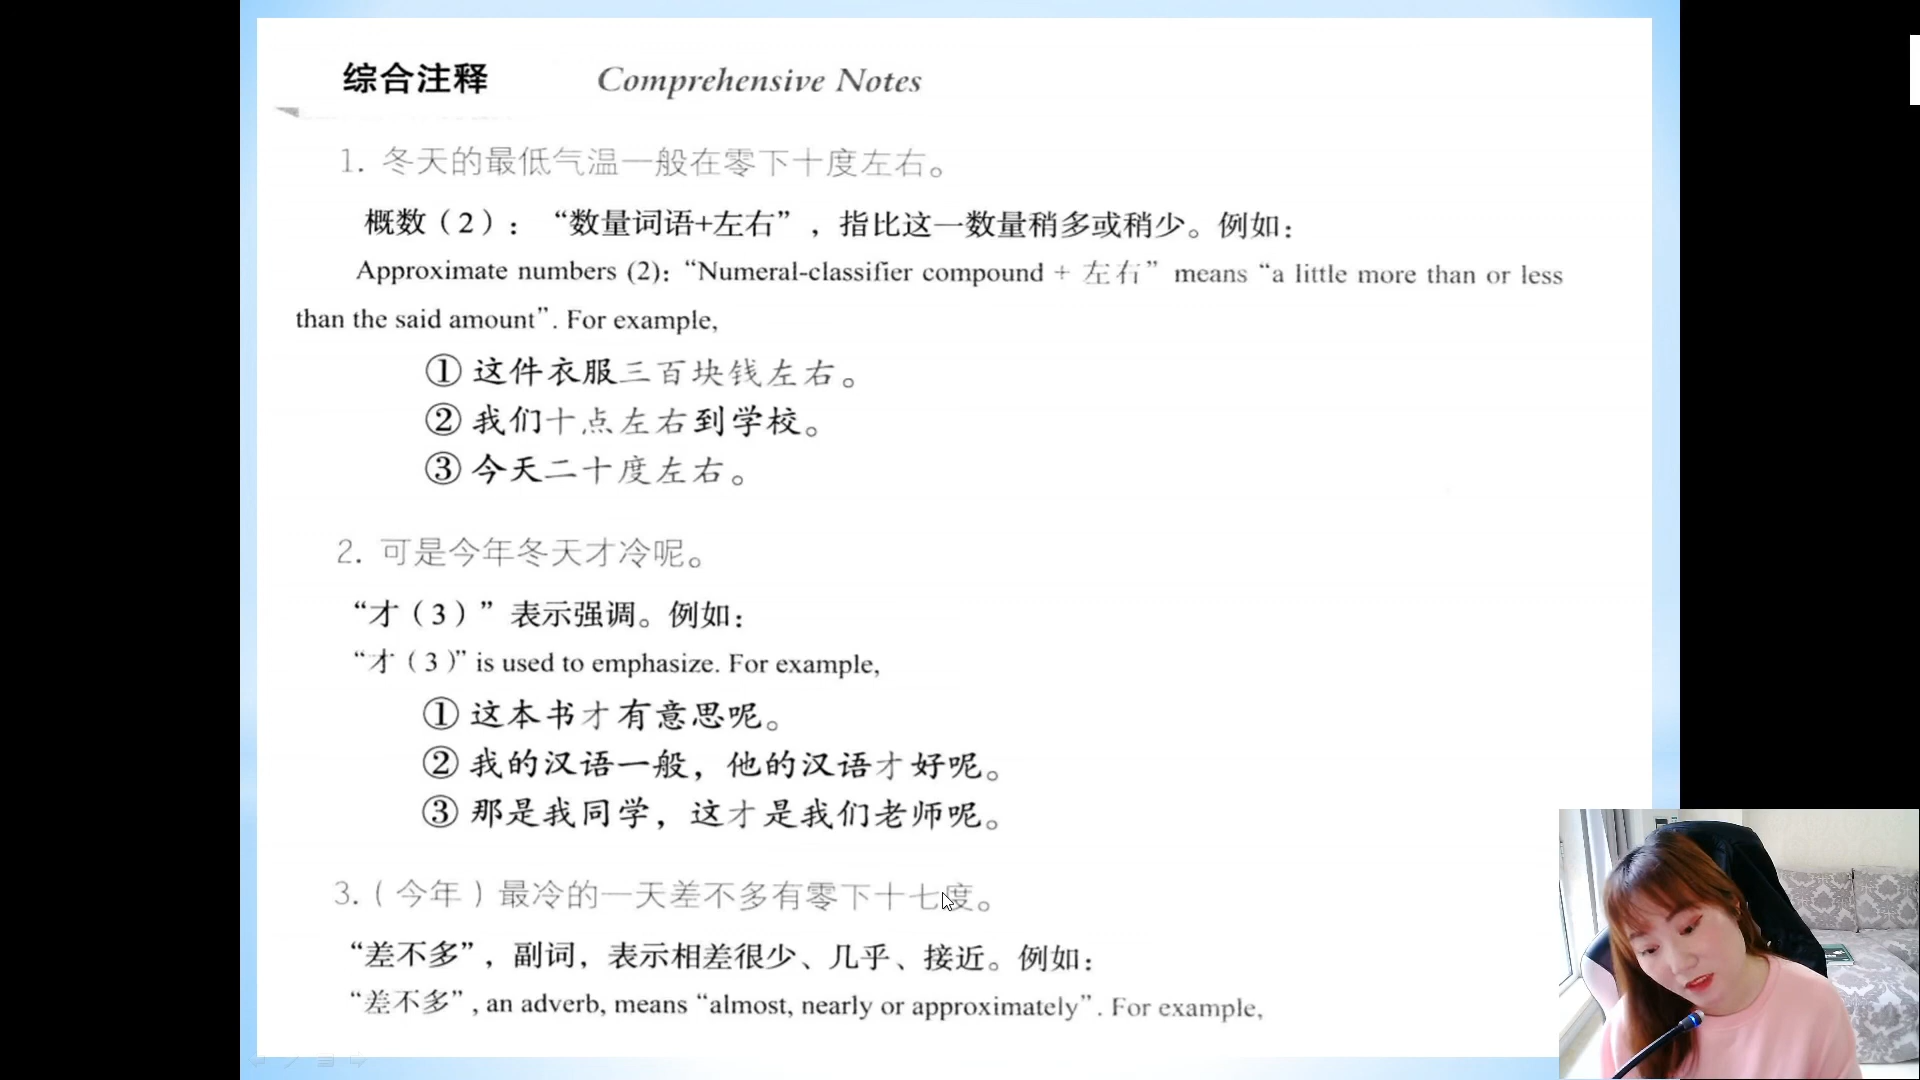 综合注释 Comprehensive Notes
1. 冬天的最低气温一般在零下十度左右。
概数（2）：“数量词语+左右”，指比这一数量稍多或稍少。例如：
Approximate numbers (2): “Numeral-classifier compound + 左右” means “a little more than or less
than the said amount”. For example,
① 这件衣服三百块钱左右。
② 我们十点左右到学校。
③ 今天二十度左右。
2. 可是今年冬天才冷呢。
“才（3）”表示强调。例如：
“才（3）” is used to emphasize. For example,
① 这本书才有意思呢。
② 我的汉语一般，他的汉语才好呢。
③ 那是我同学，这才是我们老师呢。
3.（今年）最冷的一天差不多有零下十七度。
“差不多”，副词，表示相差很少、几乎、接近。例如：
“差不多”, an adverb, means “almost, nearly or approximately”. For example,